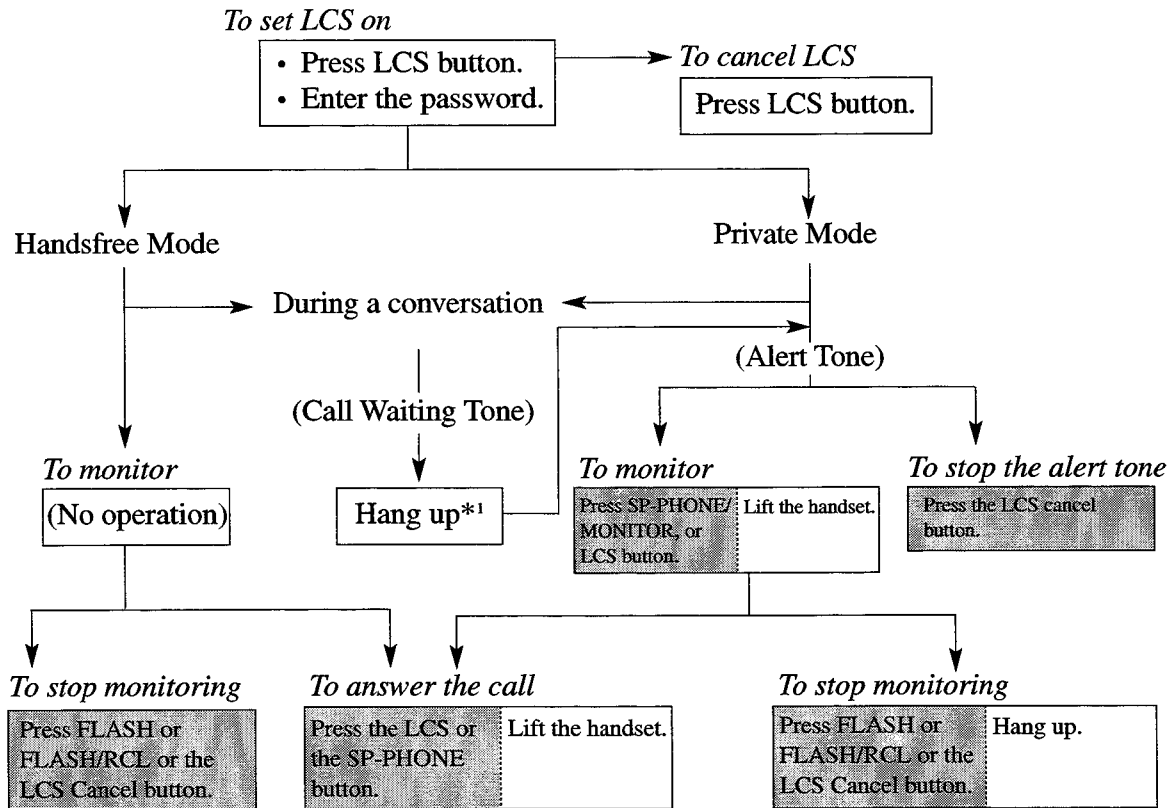 To set LCS on
• Press LCS button.
• Enter the password.
To cancel LCS
Press LCS button.
Handsfree Mode
Private Mode
During a conversation
(Alert Tone)
(Call Waiting Tone)
To monitor
(No operation)
Hang up*1
To monitor
Press SP-PHONE/
MONITOR, or
LCS button.
Lift the handset.
To stop the alert tone
Press the LCS cancel
button.
To stop monitoring
Press FLASH or
FLASH/RCL or the
LCS Cancel button.
To answer the call
Press the LCS or
the SP-PHONE
button.
Lift the handset.
To stop monitoring
Press FLASH or
FLASH/RCL or the
LCS Cancel button.
Hang up.